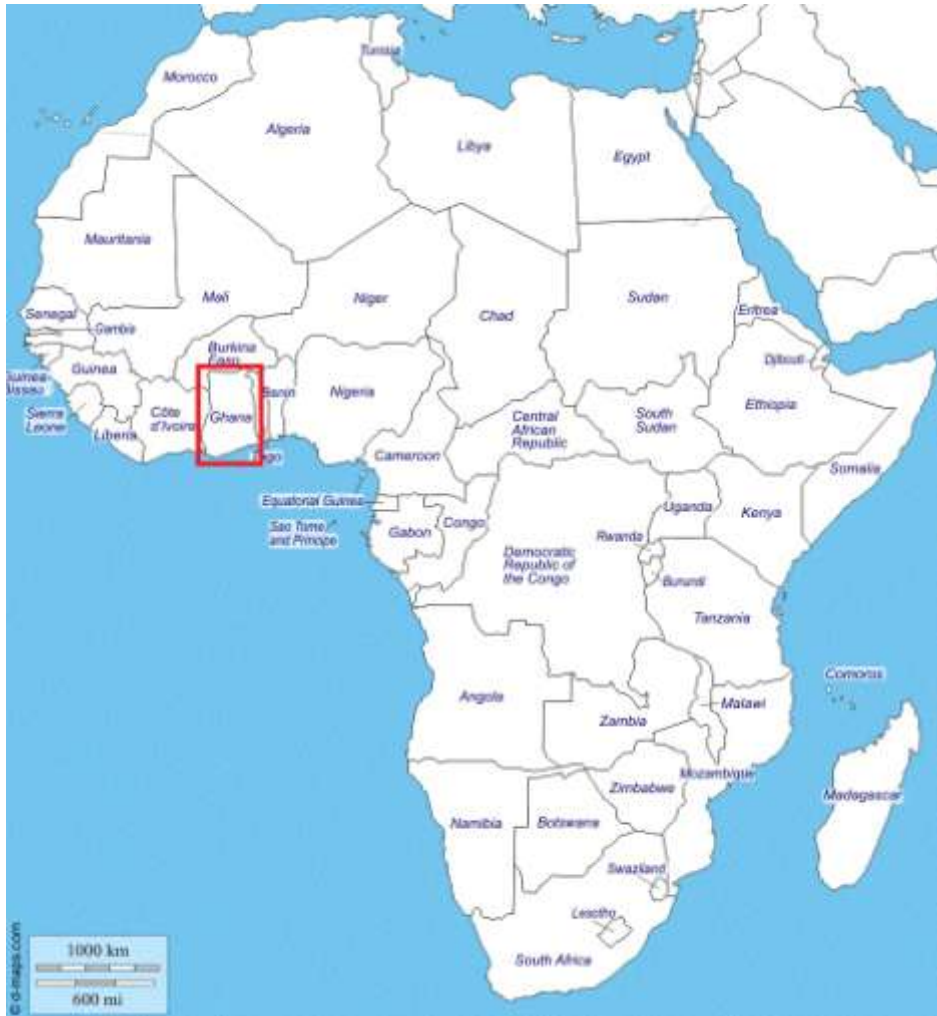 Tunisia
Morocco
Algeria
Libya
Egypt
Mauritania
Mali
Niger
Chad
Sudan
Eritrea
Senegal
Gambia
Burkina
Faso
Djibouti
Guinea
Guinea-
Bissau
Benin
Nigeria
Ghana
Côte
d'Ivoire
Sierra
Leone
Liberia
Togo
Central
African
Republic
South
Sudan
Ethiopia
Cameroon
Somalia
Equatorial Guinea
Uganda
Kenya
Sao Tome
and Principe
Gabon
Congo
Rwanda
Democratic
Republic of
the Congo
Burundi
Tanzania
Comoros
Angola
Malawi
Zambia
Mozambique
Zimbabwe
Madagascar
Namibia
Botswana
Swaziland
Lesotho
South Africa
1000 km
600 mi
© d-maps.com